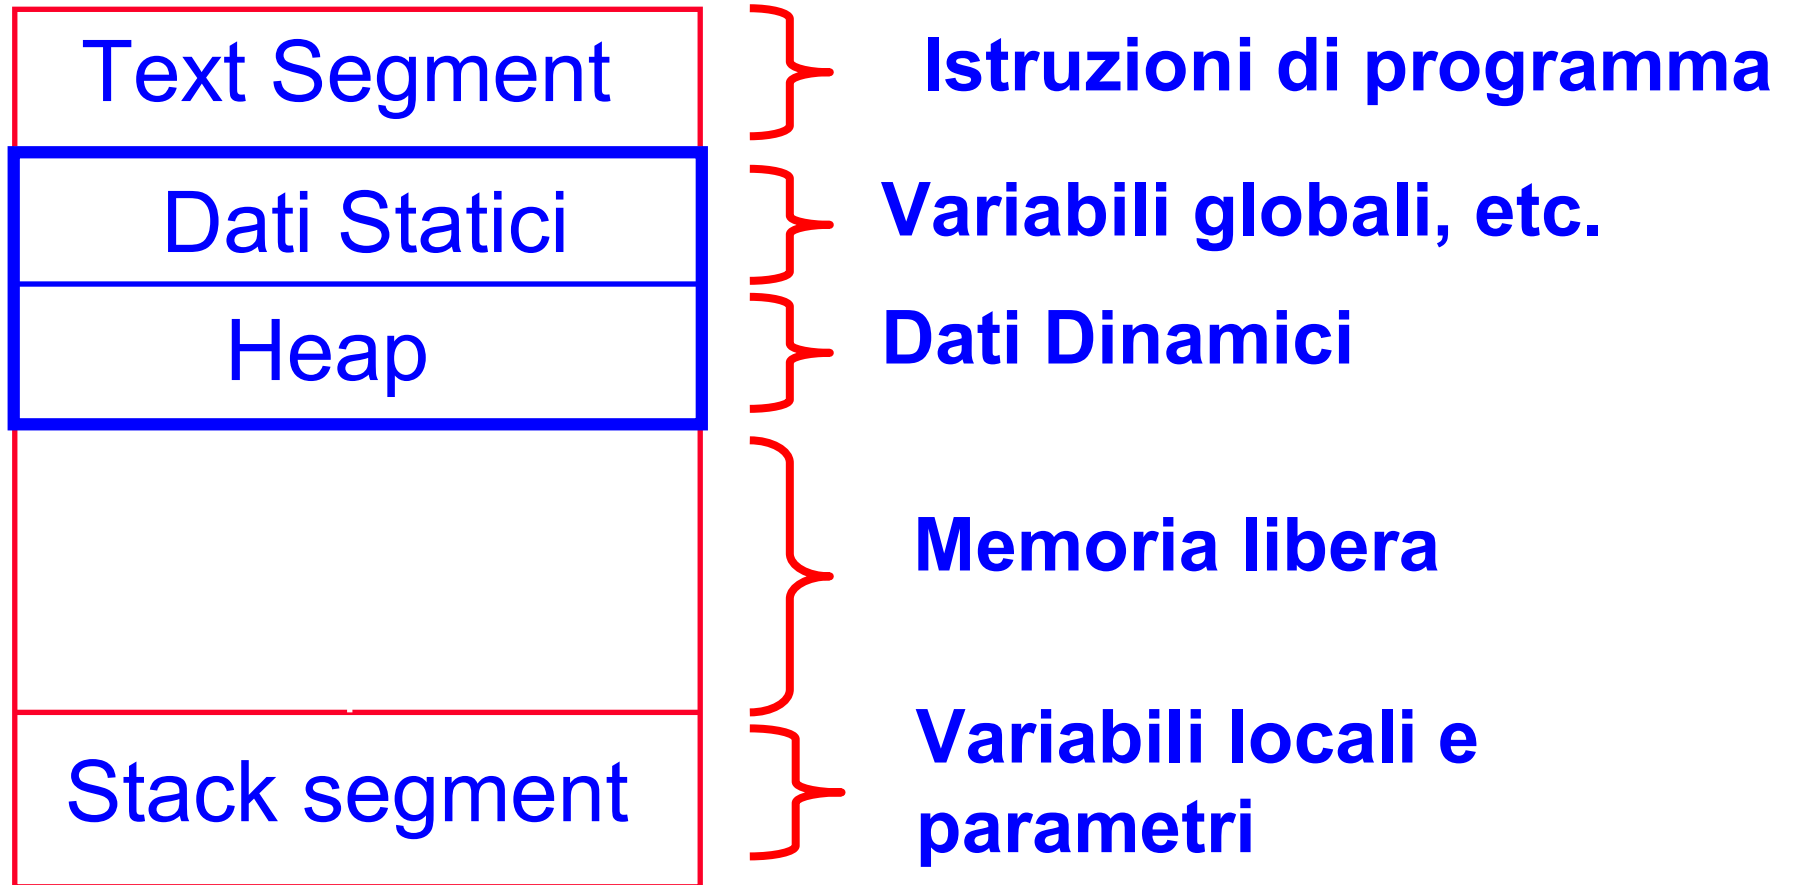 Text Segment
Istruzioni di programma
Dati Statici
Variabili globali, etc.
Heap
Dati Dinamici
Memoria libera
Stack segment
Variabili locali e
parametri